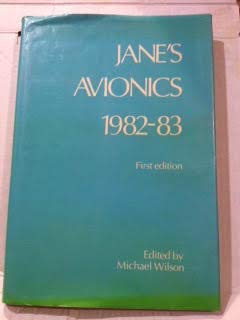 JANE'S
AVIONICS
1982-83
First edition
Edited by
Michael Wilson